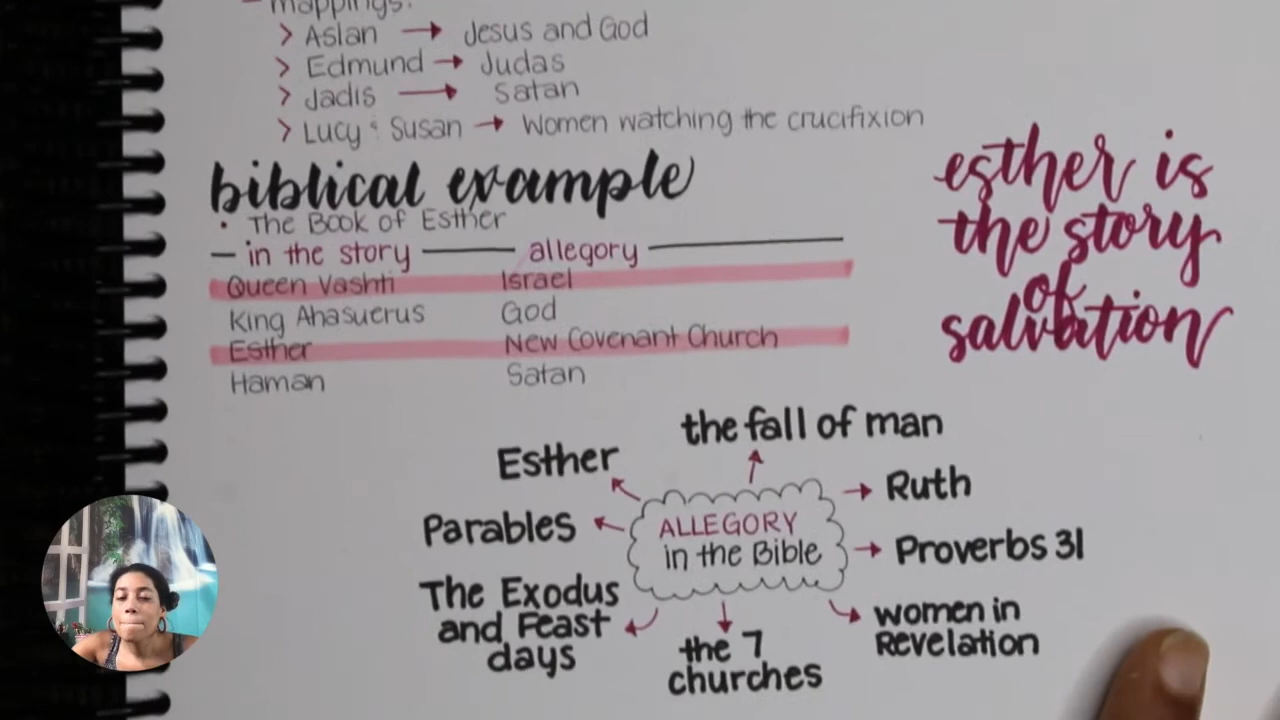 – mappings:
> Aslan → Jesus and God
> Edmund → Judas
> Jadis → Satan
> Lucy & Susan → Women watching the crucifixion
biblical example
• The Book of Esther
– in the story — allegory —
Queen Vashti Israel
King Ahasuerus God
Esther New Covenant Church
Haman Satan
esther is
the story
of
salvation
the fall of man
Esther
Ruth
Parables
ALLEGORY
in the Bible
Proverbs 31
The Exodus
and Feast
days
the 7
churches
women in
Revelation